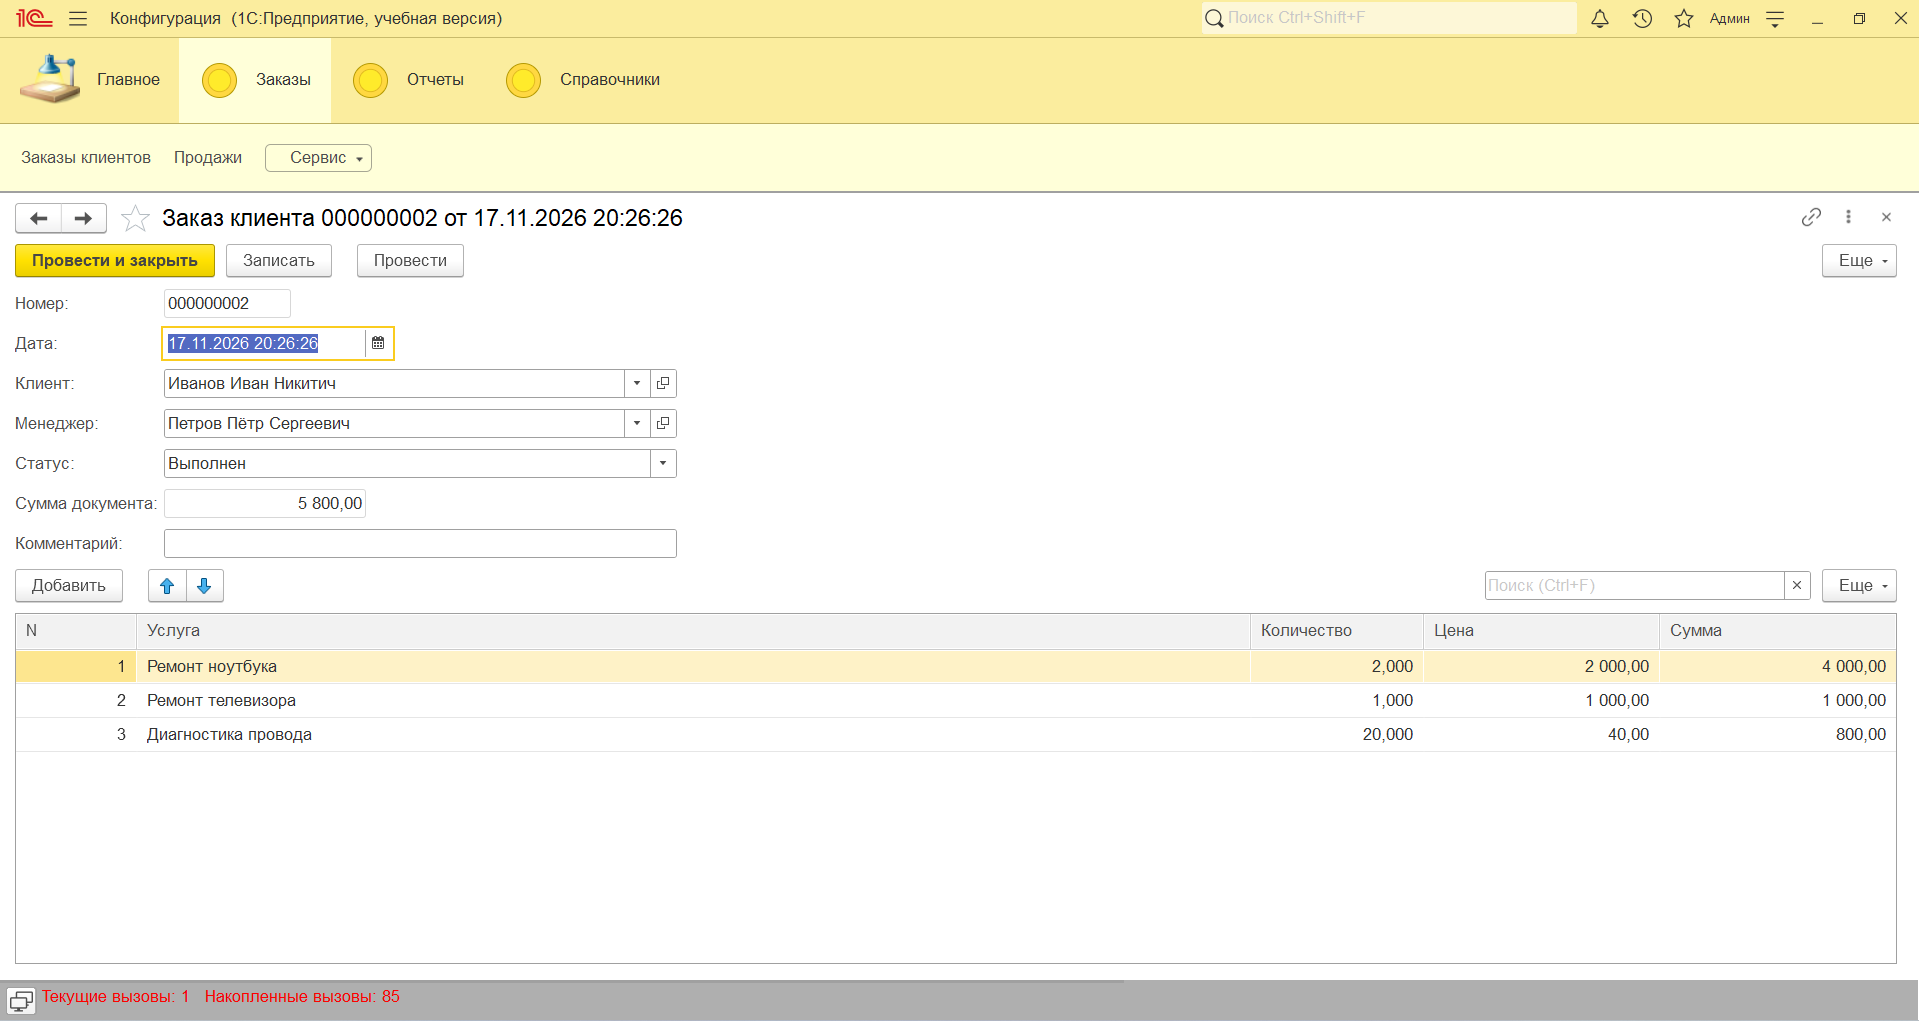 1С Конфигурация (1С:Предприятие, учебная версия) Поиск Ctrl+Shift+F Админ
Главное Заказы Отчеты Справочники
Заказы клиентов Продажи Сервис
Заказ клиента 000000002 от 17.11.2026 20:26:26
Провести и закрыть Записать Провести Еще
Номер: 000000002
Дата: 17.11.2026 20:26:26
Клиент: Иванов Иван Никитич
Менеджер: Петров Пётр Сергеевич
Статус: Выполнен
Сумма документа: 5 800,00
Комментарий:
Добавить Поиск (Ctrl+F) Еще
N Услуга Количество Цена Сумма
1 Ремонт ноутбука 2,000 2 000,00 4 000,00
2 Ремонт телевизора 1,000 1 000,00 1 000,00
3 Диагностика провода 20,000 40,00 800,00
Текущие вызовы: 1 Накопленные вызовы: 85